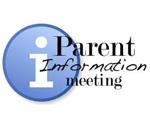 i Parent
Information
meeting